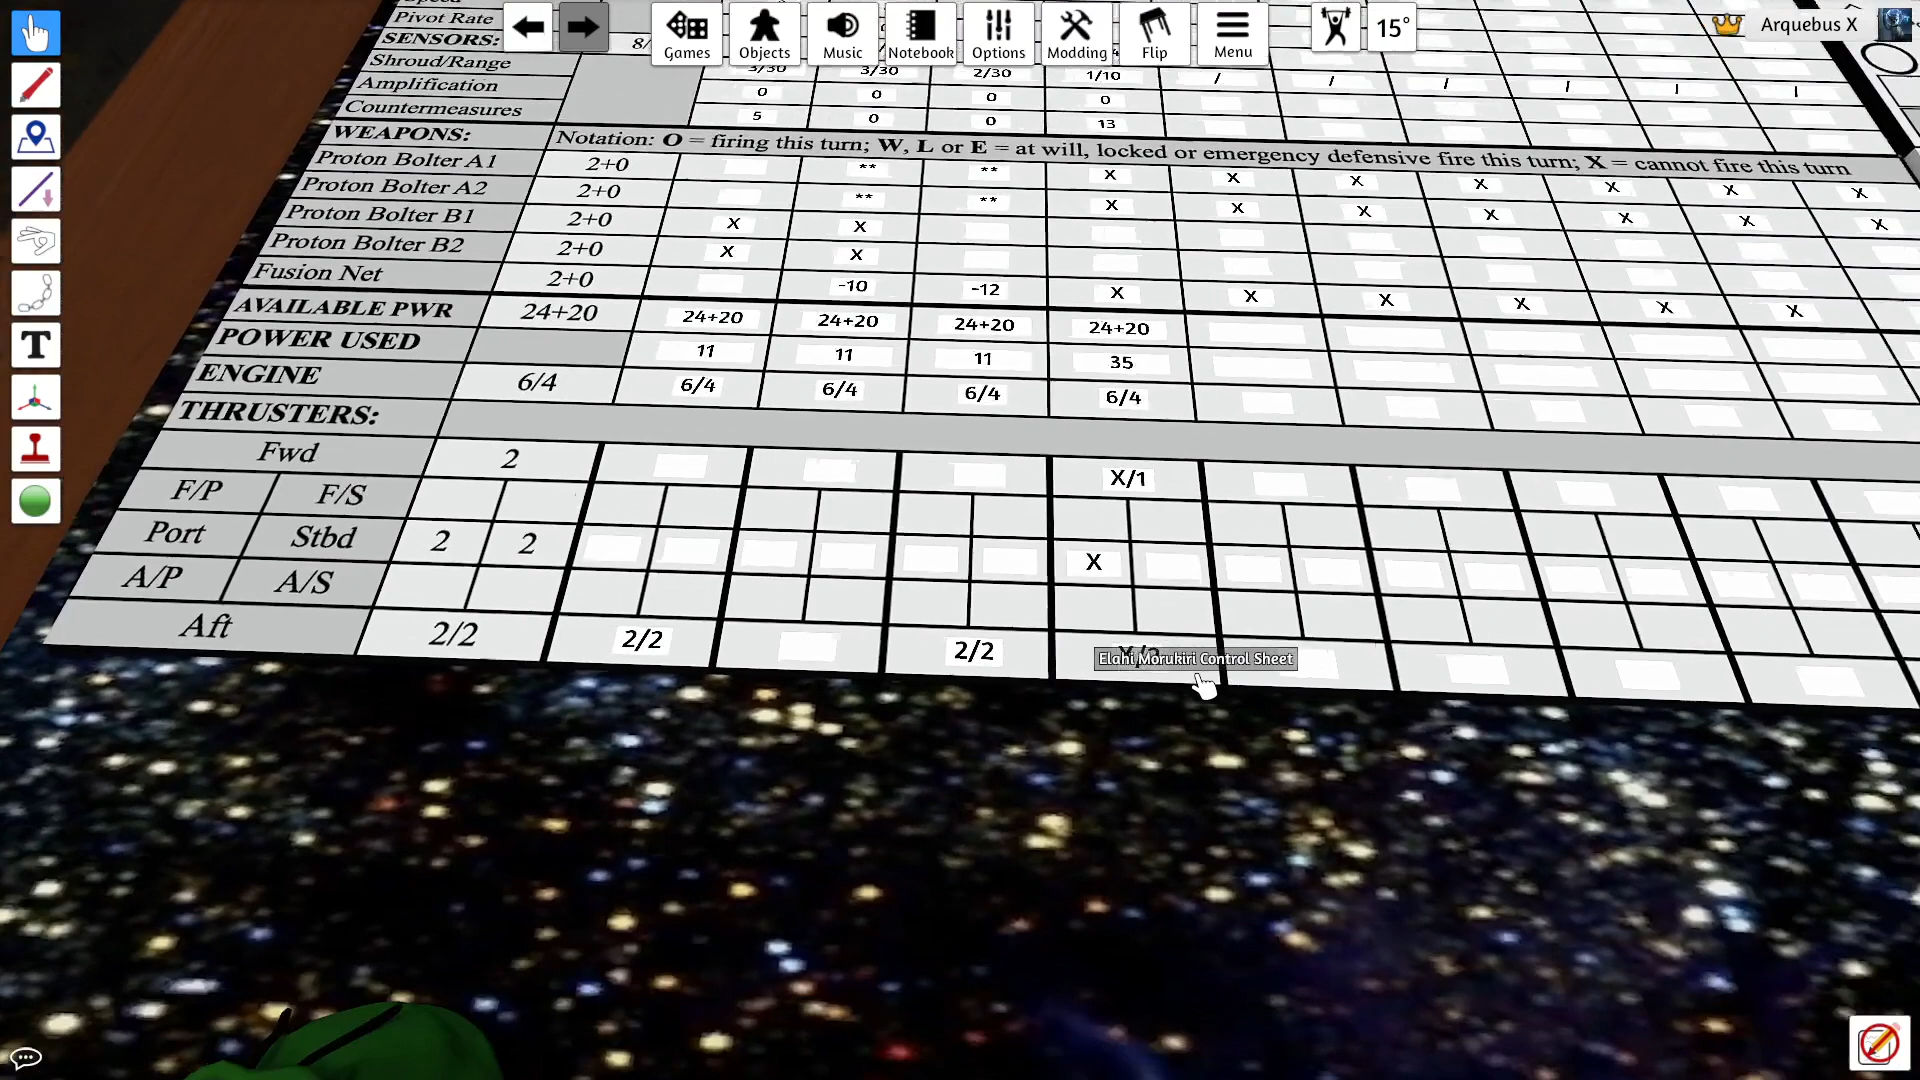 Games Objects Music Notebook Options Modding Flip Menu 15° Arquebus X
Pivot Rate
SENSORS: 8/
Shroud/Range 3/30 3/30 2/30 1/10 / / / / / /
Amplification 0 0 0 0
Countermeasures 5 0 0 13
WEAPONS: Notation: O = firing this turn; W, L or E = at will, locked or emergency defensive fire this turn; X = cannot fire this turn
Proton Bolter A1 2+0 ** ** X X X X X X X
Proton Bolter A2 2+0 ** ** X X X X X X X
Proton Bolter B1 2+0 X X
Proton Bolter B2 2+0 X X
Fusion Net 2+0 -10 -12 X X X X X X
AVAILABLE PWR 24+20 24+20 24+20 24+20 24+20
POWER USED 11 11 11 35
ENGINE 6/4 6/4 6/4 6/4 6/4
THRUSTERS:
Fwd 2 X/1
F/P F/S
Port Stbd 2 2 X
A/P A/S
Aft 2/2 2/2 2/2
Elahi Morukiri Control Sheet